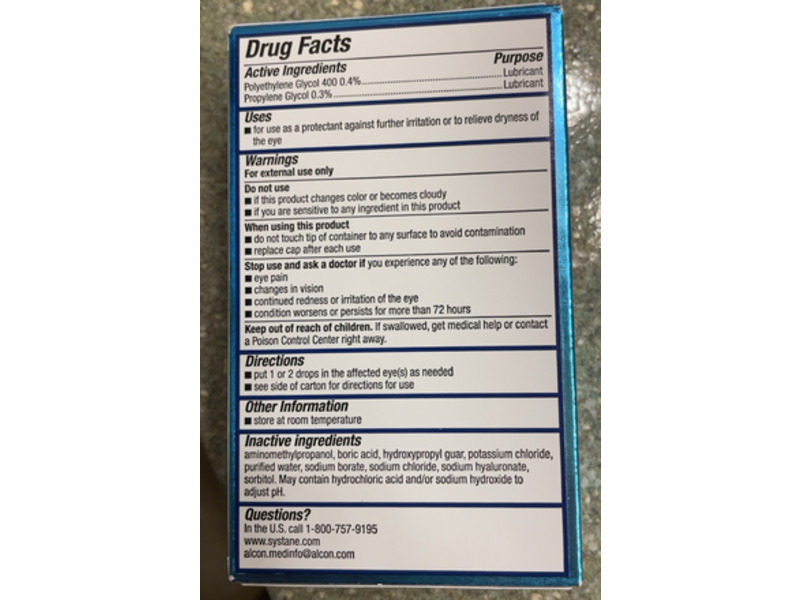 Drug Facts
Active Ingredients Purpose
Polyethylene Glycol 400 0.4%.......................................................... Lubricant
Propylene Glycol 0.3%...................................................................... Lubricant
Uses
■ for use as a protectant against further irritation or to relieve dryness of
the eye
Warnings
For external use only
Do not use
■ if this product changes color or becomes cloudy
■ if you are sensitive to any ingredient in this product
When using this product
■ do not touch tip of container to any surface to avoid contamination
■ replace cap after each use
Stop use and ask a doctor if you experience any of the following:
■ eye pain
■ changes in vision
■ continued redness or irritation of the eye
■ condition worsens or persists for more than 72 hours
Keep out of reach of children. If swallowed, get medical help or contact
a Poison Control Center right away.
Directions
■ put 1 or 2 drops in the affected eye(s) as needed
■ see side of carton for directions for use
Other Information
■ store at room temperature
Inactive ingredients
aminomethylpropanol, boric acid, hydroxypropyl guar, potassium chloride,
purified water, sodium borate, sodium chloride, sodium hyaluronate,
sorbitol. May contain hydrochloric acid and/or sodium hydroxide to
adjust pH.
Questions?
In the U.S. call 1-800-757-9195
www.systane.com
alcon.medinfo@alcon.com